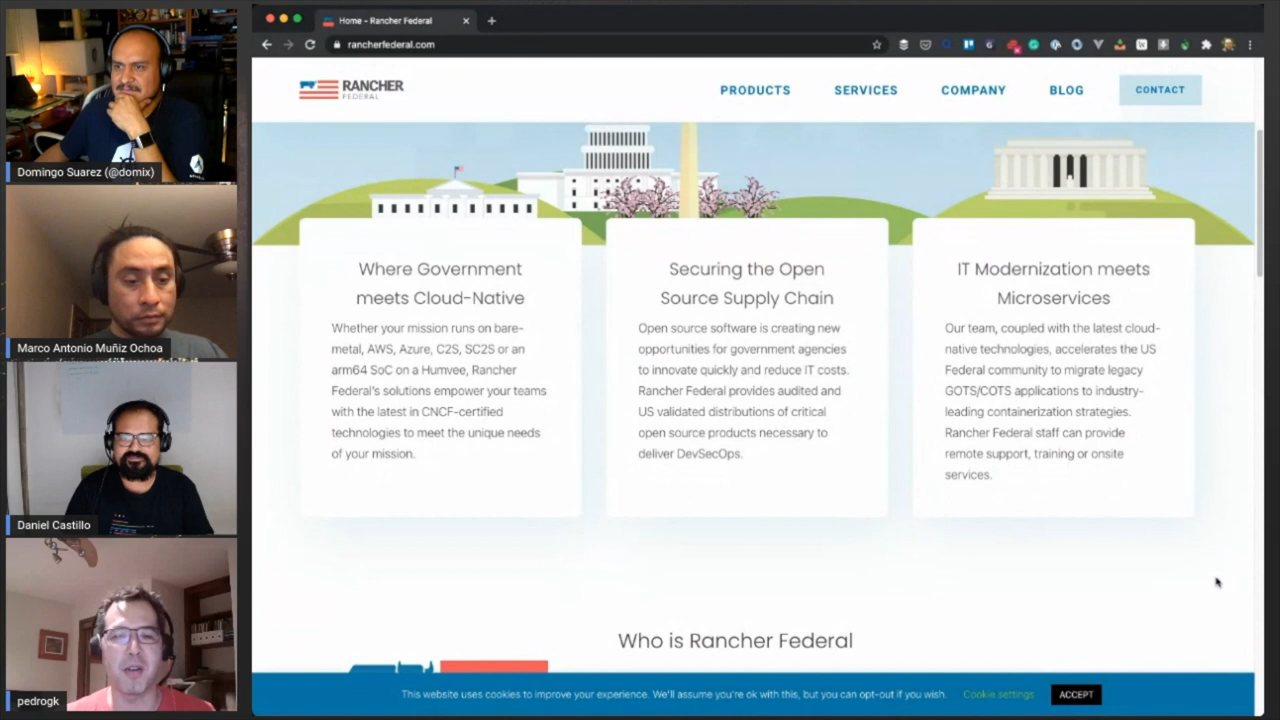 Domingo Suarez (@domix)
Marco Antonio Muñiz Ochoa
Daniel Castillo
pedrogk
Home - Rancher Federal
rancherfederal.com
RANCHER
FEDERAL
PRODUCTS
SERVICES
COMPANY
BLOG
CONTACT
Where Government
meets Cloud-Native
Whether your mission runs on bare-
metal, AWS, Azure, C2S, SC2S or an
arm64 SoC on a Humvee, Rancher
Federal's solutions empower your teams
with the latest in CNCF-certified
technologies to meet the unique needs
of your mission.
Securing the Open
Source Supply Chain
Open source software is creating new
opportunities for government agencies
to innovate quickly and reduce IT costs.
Rancher Federal provides audited and
US validated distributions of critical
open source products necessary to
deliver DevSecOps.
IT Modernization meets
Microservices
Our team, coupled with the latest cloud-
native technologies, accelerates the US
Federal community to migrate legacy
GOTS/COTS applications to industry-
leading containerization strategies.
Rancher Federal staff can provide
remote support, training or onsite
services.
Who is Rancher Federal
This website uses cookies to improve your experience. We'll assume you're ok with this, but you can opt-out if you wish.
Cookie settings
ACCEPT